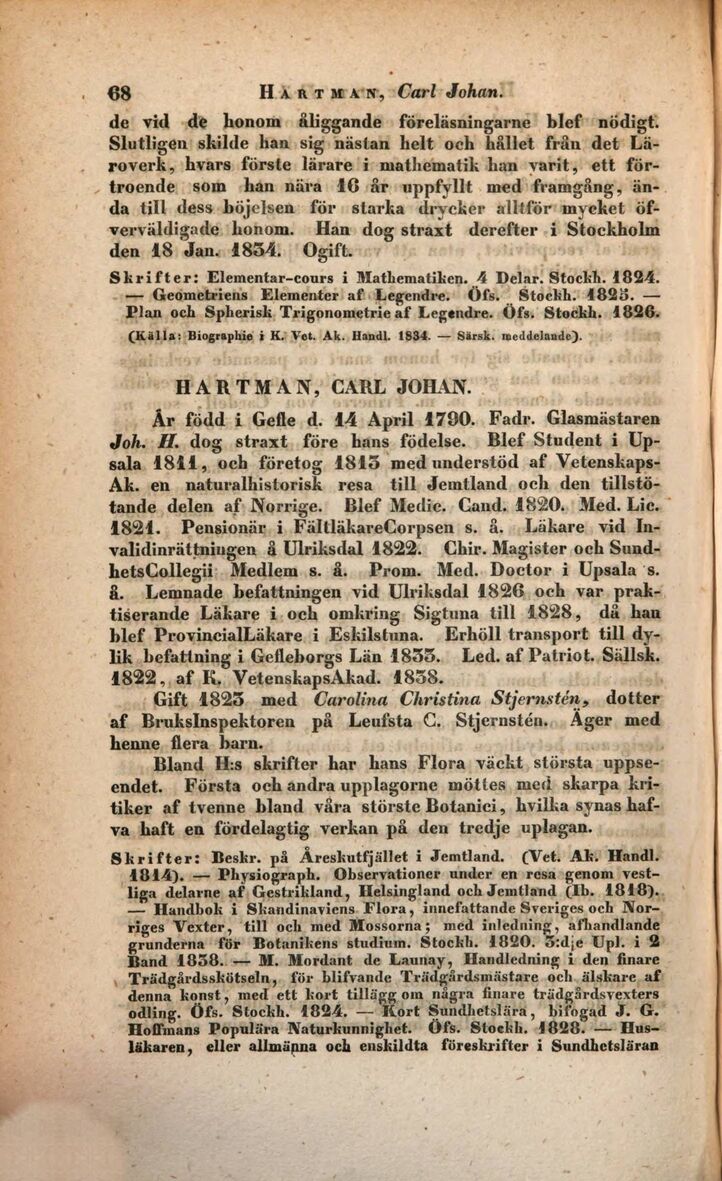 68 HARTMAN, Carl Johan.
de vid de honom åliggande föreläsningarne blef nödigt.
Slutligen skilde han sig nästan helt och hållet från det Lä-
roverk, hvars förste lärare i mathematik han varit, ett för-
troende som han nära 16 år uppfyllt med framgång, än-
da till dess böjelsen för starka drycker alltför mycket öf-
verväldigade honom. Han dog straxt derefter i Stockholm
den 18 Jan. 1834. Ogift.
Skrifter: Elementar-cours i Mathematiken. 4 Delar. Stockh. 1824.
— Geometriens Elementer af Legendre. Öfs. Stockh. 1825. —
Plan och Spherisk Trigonometrie af Legendre. Öfs. Stockh. 1826.
(Källa: Biographie i K. Vet. Ak. Handl. 1834. — Särsk. meddelande).
HARTMAN, CARL JOHAN.
Är född i Gefle d. 14 April 1790. Fadr. Glasmästaren
Joh. H. dog straxt före hans födelse. Blef Student i Up-
sala 1811, och företog 1813 med understöd af Vetenskaps-
Ak. en naturalhistorisk resa till Jemtland och den tillstö-
tande delen af Norrige. Blef Medic. Cand. 1820. Med. Lic.
1821. Pensionär i FältläkareCorpsen s. å. Läkare vid In-
validinrättningen å Ulriksdal 1822. Chir. Magister och Sund-
hetsCollegii Medlem s. å. Prom. Med. Doctor i Upsala s.
å. Lemnade befattningen vid Ulriksdal 1826 och var prak-
tiserande Läkare i och omkring Sigtuna till 1828, då han
blef ProvincialLäkare i Eskilstuna. Erhöll transport till dy-
lik befattning i Gefleborgs Län 1833. Led. af Patriot. Sällsk.
1822, af K. VetenskapsAkad. 1838.
Gift 1823 med Carolina Christina Stjernstén, dotter
af BruksInspektoren på Leufsta C. Stjernstén. Äger med
henne flera barn.
Bland H:s skrifter har hans Flora väckt största uppse-
endet. Första och andra upplagorne möttes med skarpa kri-
tiker af tvenne bland våra störste Botanici, hvilka synas haf-
va haft en fördelagtig verkan på den tredje uplagan.
Skrifter: Beskr. på Åreskutfjället i Jemtland. (Vet. Ak. Handl.
1814). — Physiograph. Observationer under en resa genom vest-
liga delarne af Gestrikland, Helsingland och Jemtland (Ib. 1818).
— Handbok i Skandinaviens Flora, innefattande Sveriges och Nor-
riges Vexter, till och med Mossorna; med inledning, afhandlande
grunderna för Botanikens studium. Stockh. 1820. 3:dje Upl. i 2
Band 1838. — M. Mordant de Launay, Handledning i den finare
Trädgårdsskötseln, för blifvande Trädgårdsmästare och älskare af
denna konst, med ett kort tillägg om några finare trädgårdsvexters
odling. Öfs. Stockh. 1824. — Kort Sundhetslära, bifogad J. G.
Hoffmans Populära Naturkunnighet. Öfs. Stockh. 1828. — Hus-
läkaren, eller allmänna och enskildta föreskrifter i Sundhetsläran